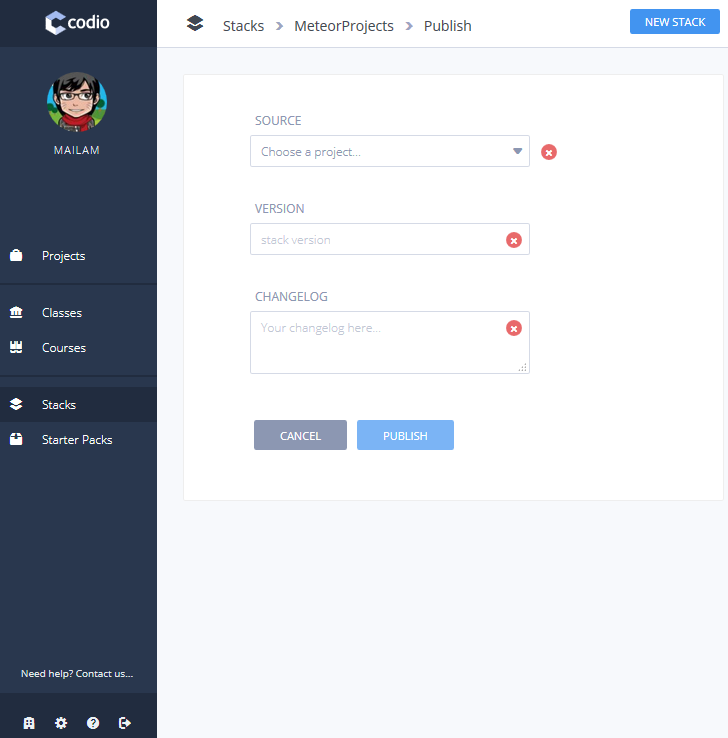 codio
Stacks > MeteorProjects > Publish
NEW STACK
MAILAM
Projects
Classes
Courses
Stacks
Starter Packs
Need help? Contact us...
SOURCE
Choose a project...
VERSION
stack version
CHANGELOG
Your changelog here...
CANCEL
PUBLISH